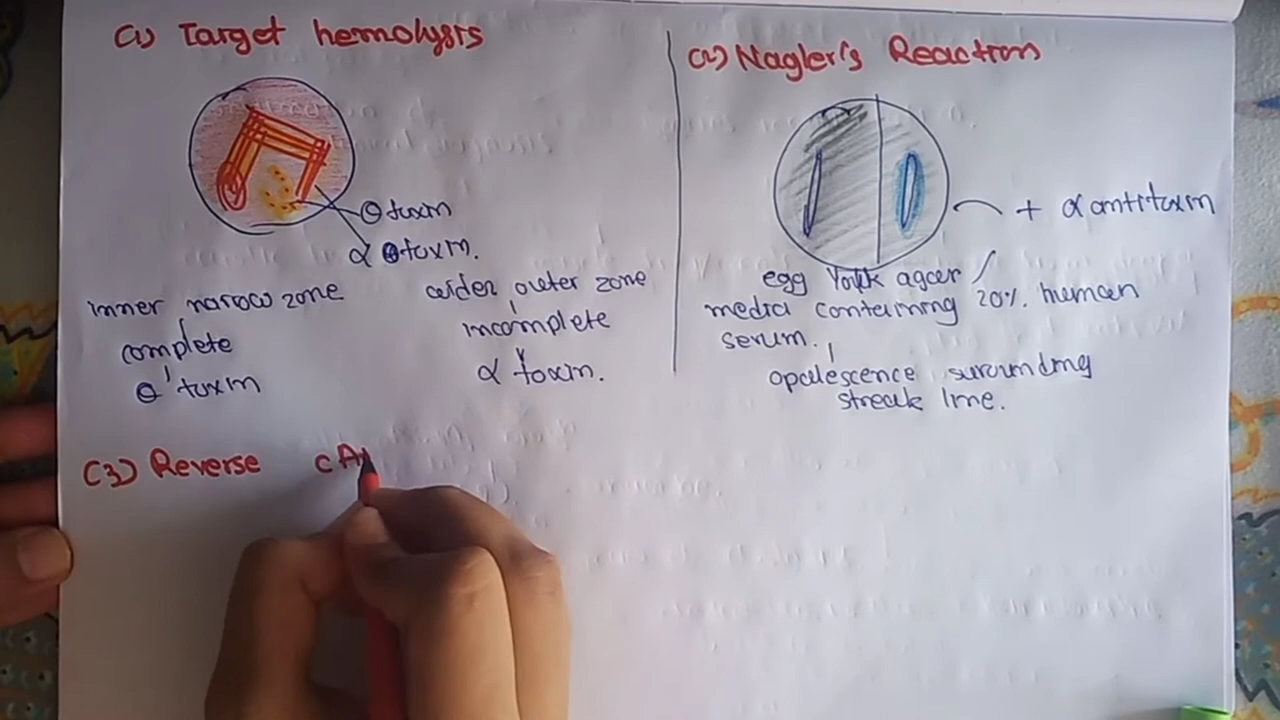 (1) Target hemolysis
θ toxin
α θ toxin.
inner narrow zone
complete
θ toxin
wider outer zone
incomplete
α toxin.
(2) Nagler's Reaction
+ α antitoxin
egg Yolk agar
media containing 20%. human
serum.
opalescence surrounding
streak line.
(3) Reverse CA